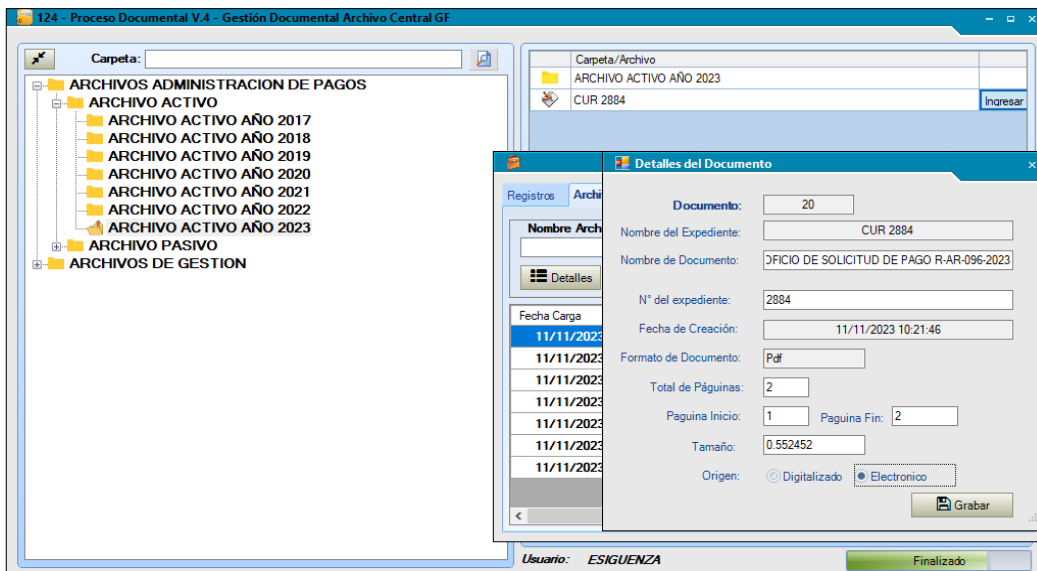 124 - Proceso Documental V.4 - Gestión Documental Archivo Central GF
Carpeta:
ARCHIVOS ADMINISTRACION DE PAGOS
ARCHIVO ACTIVO
ARCHIVO ACTIVO AÑO 2017
ARCHIVO ACTIVO AÑO 2018
ARCHIVO ACTIVO AÑO 2019
ARCHIVO ACTIVO AÑO 2020
ARCHIVO ACTIVO AÑO 2021
ARCHIVO ACTIVO AÑO 2022
ARCHIVO ACTIVO AÑO 2023
ARCHIVO PASIVO
ARCHIVOS DE GESTION
Carpeta/Archivo
ARCHIVO ACTIVO AÑO 2023
CUR 2884 Ingresar
Registros Archi
Nombre Arch
Detalles
Fecha Carga
11/11/2023
11/11/2023
11/11/2023
11/11/2023
11/11/2023
11/11/2023
11/11/2023
Detalles del Documento
Documento: 20
Nombre del Expediente: CUR 2884
Nombre de Documento: OFICIO DE SOLICITUD DE PAGO R-AR-096-2023
N° del expediente: 2884
Fecha de Creación: 11/11/2023 10:21:46
Formato de Documento: Pdf
Total de Páguinas: 2
Paguina Inicio: 1 Paguina Fin: 2
Tamaño: 0.552452
Origen: Digitalizado Electronico
Grabar
Usuario: ESIGUENZA
Finalizado